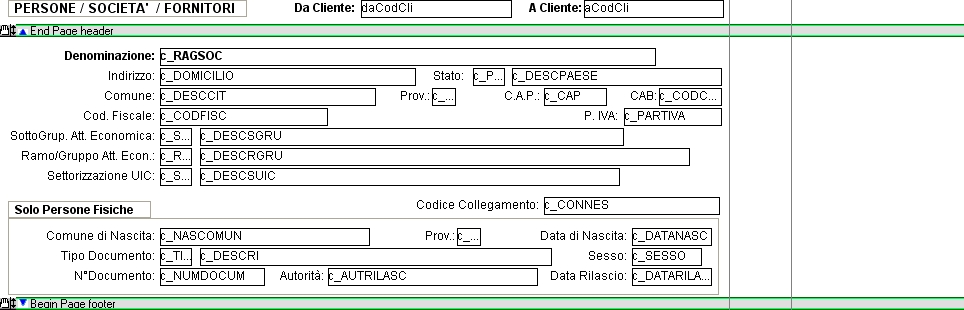 PERSONE / SOCIETA' / FORNITORI Da Cliente: daCodCli A Cliente: aCodCli
End Page header
Denominazione: c_RAGSOC
Indirizzo: c_DOMICILIO Stato: c_P... c_DESCPAESE
Comune: c_DESCCIT Prov.: c_... C.A.P.: c_CAP CAB: c_CODC...
Cod. Fiscale: c_CODFISC P. IVA: c_PARTIVA
SottoGrup. Att. Economica: c_S... c_DESCSGRU
Ramo/Gruppo Att. Econ.: c_R... c_DESCRGRU
Settorizzazione UIC: c_S... c_DESCSUIC
Codice Collegamento: c_CONNES
Solo Persone Fisiche
Comune di Nascita: c_NASCOMUN Prov.: c_... Data di Nascita: c_DATANASC
Tipo Documento: c_TI... c_DESCRI Sesso: c_SESSO
N°Documento: c_NUMDOCUM Autorità: c_AUTRILASC Data Rilascio: c_DATARILA...
Begin Page footer